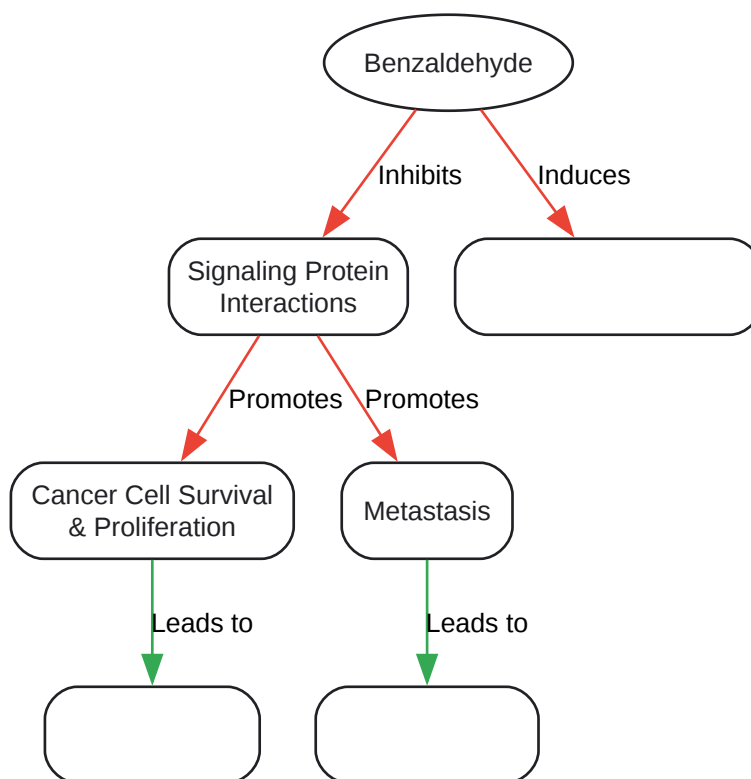 Benzaldehyde
Inhibits
Induces
Signaling Protein
Interactions
Promotes
Promotes
Cancer Cell Survival
& Proliferation
Metastasis
Leads to
Leads to